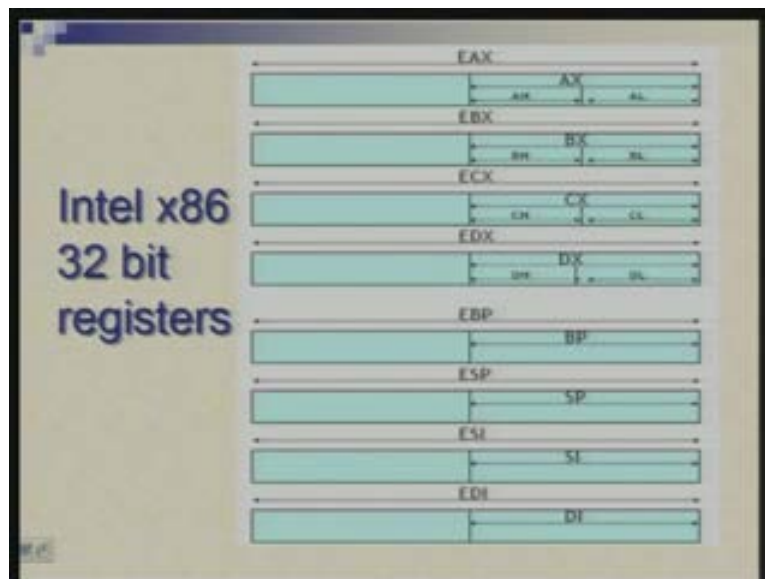 Intel x86
32 bit
registers
EAX
AX
AH AL
EBX
BX
BH BL
ECX
CX
CH CL
EDX
DX
DH DL
EBP
BP
ESP
SP
ESI
SI
EDI
DI